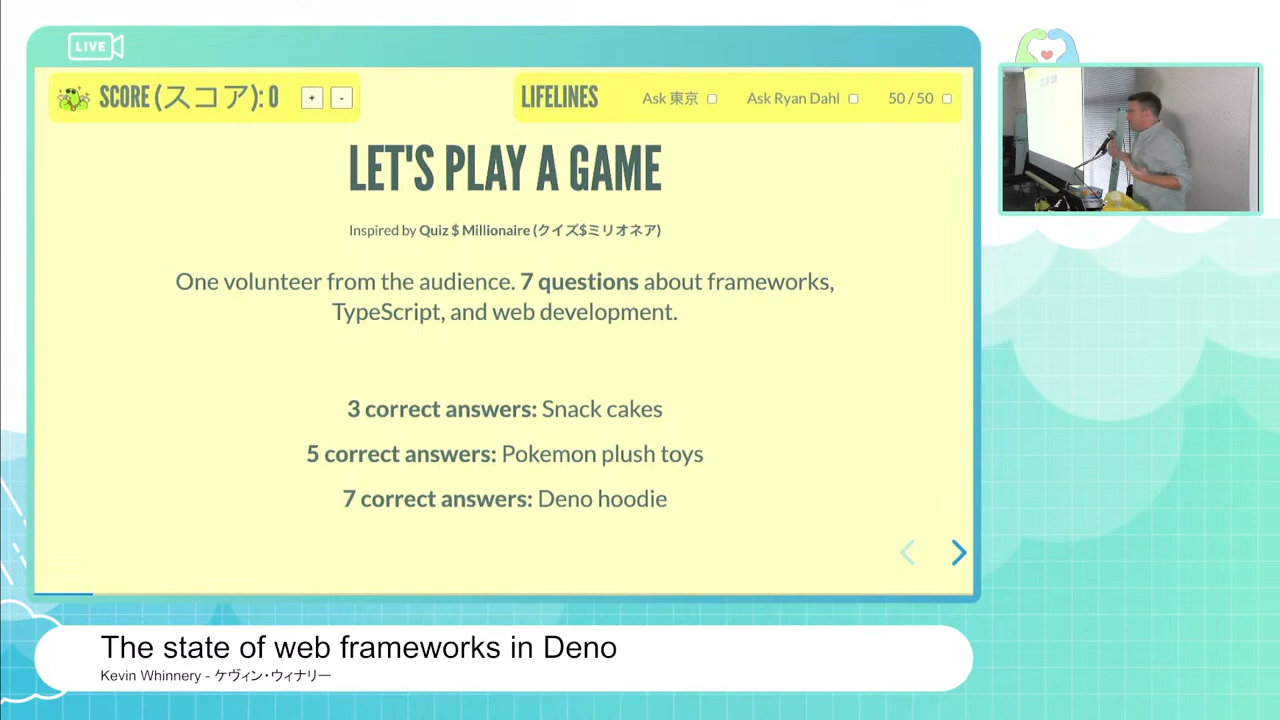 LIVE
SCORE (スコア): 0 + -
LIFELINES Ask 東京 Ask Ryan Dahl 50 / 50
LET'S PLAY A GAME
Inspired by Quiz $ Millionaire (クイズ$ミリオネア)
One volunteer from the audience. 7 questions about frameworks,
TypeScript, and web development.
3 correct answers: Snack cakes
5 correct answers: Pokemon plush toys
7 correct answers: Deno hoodie
The state of web frameworks in Deno
Kevin Whinnery - ケヴィン・ウィナリー